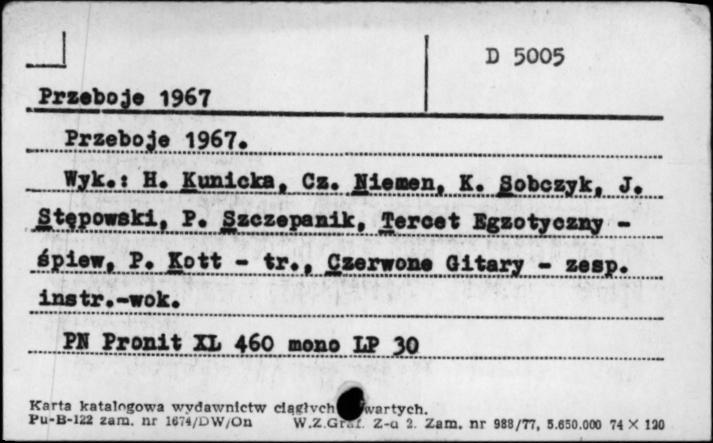 D 5005
Przeboje 1967
Przeboje 1967.
Wyk.: H. Kunicka, Cz. Niemen, K. Sobczyk, J.
Stępowski, P. Szczepanik, Tercet Egzotyczny -
śpiew, P. Kott - tr., Czerwone Gitary - zesp.
instr.-wok.
PN Pronit XL 460 mono LP 30
Karta katalogowa wydawnictw ciągłych wartych.
Pu-B-122 zam. nr 1674/DW/On W.Z.Graf. Z-a 2. Zam. nr 988/77, 5.650.000 74 × 120